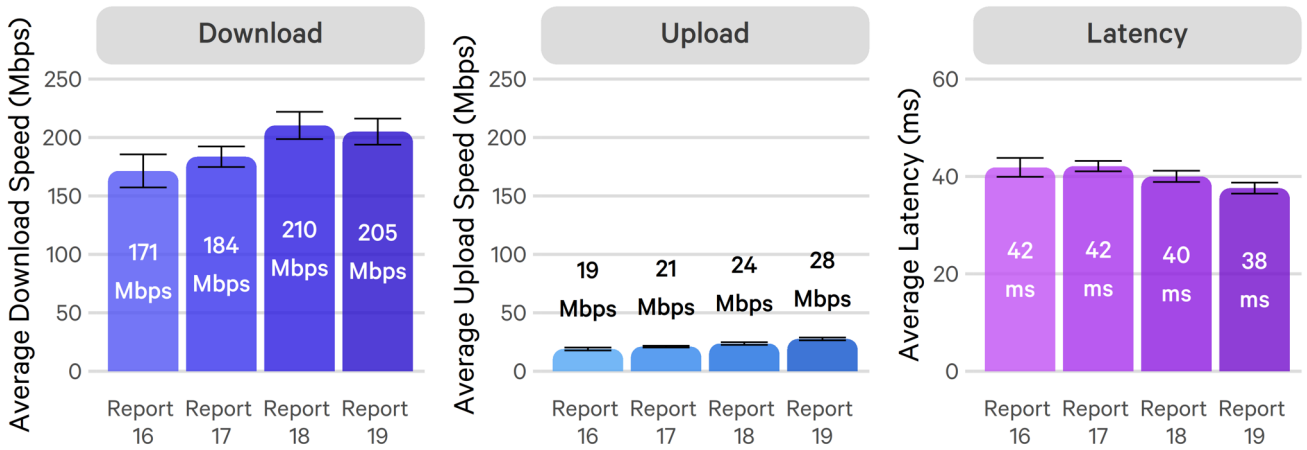 Download
Average Download Speed (Mbps)
250
200
150
100
50
0
171
Mbps
184
Mbps
210
Mbps
205
Mbps
Report
16
Report
17
Report
18
Report
19
Upload
Average Upload Speed (Mbps)
250
200
150
100
50
0
19
Mbps
21
Mbps
24
Mbps
28
Mbps
Report
16
Report
17
Report
18
Report
19
Latency
Average Latency (ms)
60
40
20
0
42
ms
42
ms
40
ms
38
ms
Report
16
Report
17
Report
18
Report
19